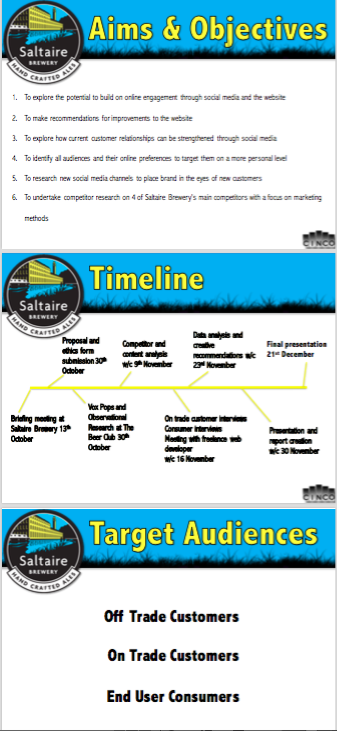 Saltaire
BREWERY
HAND CRAFTED ALES
Aims & Objectives
1. To explore the potential to build on online engagement through social media and the website
2. To make recommendations for improvements to the website
3. To explore how current customer relationships can be strengthened through social media
4. To identify all audiences and their online preferences to target them on a more personal level
5. To research new social media channels to place brand in the eyes of new customers
6. To undertake competitor research on 4 of Saltaire Brewery's main competitors with a focus on marketing
methods
CINCO
Saltaire
BREWERY
HAND CRAFTED ALES
Timeline
Proposal and
ethics form
submission 30th
October
Competitor and
content analysis
w/c 9th November
Data analysis and
creative
recommendations w/c
23rd November
Final presentation
21st December
Briefing meeting at
Saltaire Brewery 13th
October
Vox Pops and
Observational
Research at The
Beer Club 30th
October
On trade customer interviews
Consumer interviews
Meeting with freelance web
developer
w/c 16 November
Presentation and
report creation
w/c 30 November
CINCO
Saltaire
BREWERY
HAND CRAFTED ALES
Target Audiences
Off Trade Customers
On Trade Customers
End User Consumers